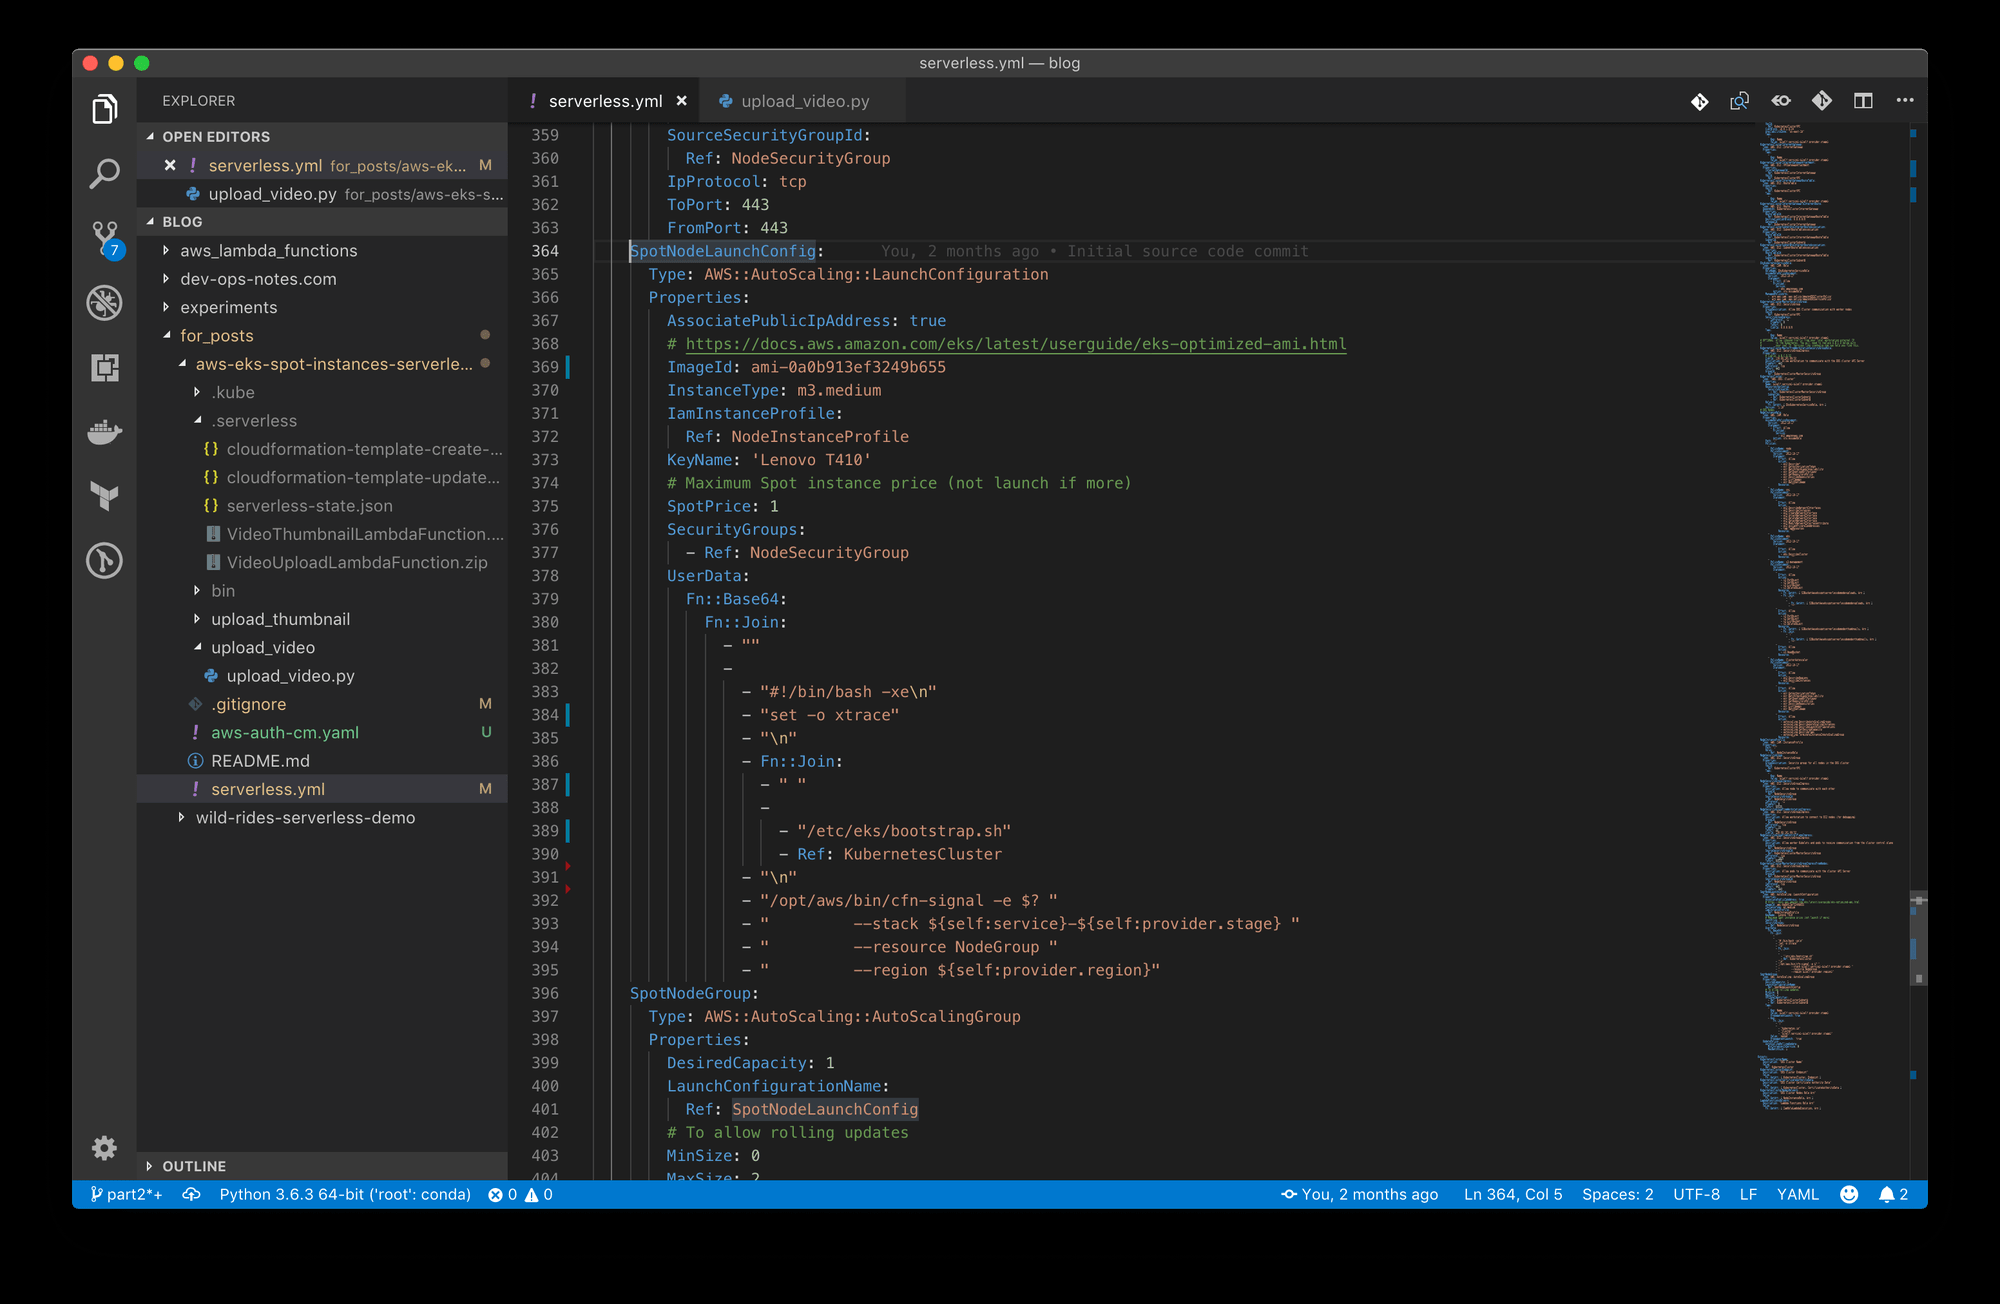 serverless.yml — blog
EXPLORER
OPEN EDITORS
serverless.yml for_posts/aws-ek... M
upload_video.py for_posts/aws-eks-s...
BLOG
aws_lambda_functions
dev-ops-notes.com
experiments
for_posts
aws-eks-spot-instances-serverle...
.kube
.serverless
{} cloudformation-template-create-...
{} cloudformation-template-update...
{} serverless-state.json
VideoThumbnailLambdaFunction....
VideoUploadLambdaFunction.zip
bin
upload_thumbnail
upload_video
upload_video.py
.gitignore M
! aws-auth-cm.yaml U
README.md
! serverless.yml M
wild-rides-serverless-demo
OUTLINE
7
! serverless.yml
upload_video.py
359 SourceSecurityGroupId:
360 Ref: NodeSecurityGroup
361 IpProtocol: tcp
362 ToPort: 443
363 FromPort: 443
364 SpotNodeLaunchConfig: You, 2 months ago • Initial source code commit
365 Type: AWS::AutoScaling::LaunchConfiguration
366 Properties:
367 AssociatePublicIpAddress: true
368 # https://docs.aws.amazon.com/eks/latest/userguide/eks-optimized-ami.html
369 ImageId: ami-0a0b913ef3249b655
370 InstanceType: m3.medium
371 IamInstanceProfile:
372 Ref: NodeInstanceProfile
373 KeyName: 'Lenovo T410'
374 # Maximum Spot instance price (not launch if more)
375 SpotPrice: 1
376 SecurityGroups:
377 - Ref: NodeSecurityGroup
378 UserData:
379 Fn::Base64:
380 Fn::Join:
381 - ""
382 -
383 - "#!/bin/bash -xe\n"
384 - "set -o xtrace"
385 - "\n"
386 - Fn::Join:
387 - " "
388 -
389 - "/etc/eks/bootstrap.sh"
390 - Ref: KubernetesCluster
391 - "\n"
392 - "/opt/aws/bin/cfn-signal -e $? "
393 - "         --stack ${self:service}-${self:provider.stage} "
394 - "         --resource NodeGroup "
395 - "         --region ${self:provider.region}"
396 SpotNodeGroup:
397 Type: AWS::AutoScaling::AutoScalingGroup
398 Properties:
399 DesiredCapacity: 1
400 LaunchConfigurationName:
401 Ref: SpotNodeLaunchConfig
402 # To allow rolling updates
403 MinSize: 0
404 MaxSize: 2
part2*+ Python 3.6.3 64-bit ('root': conda) 0 0 You, 2 months ago Ln 364, Col 5 Spaces: 2 UTF-8 LF YAML 2